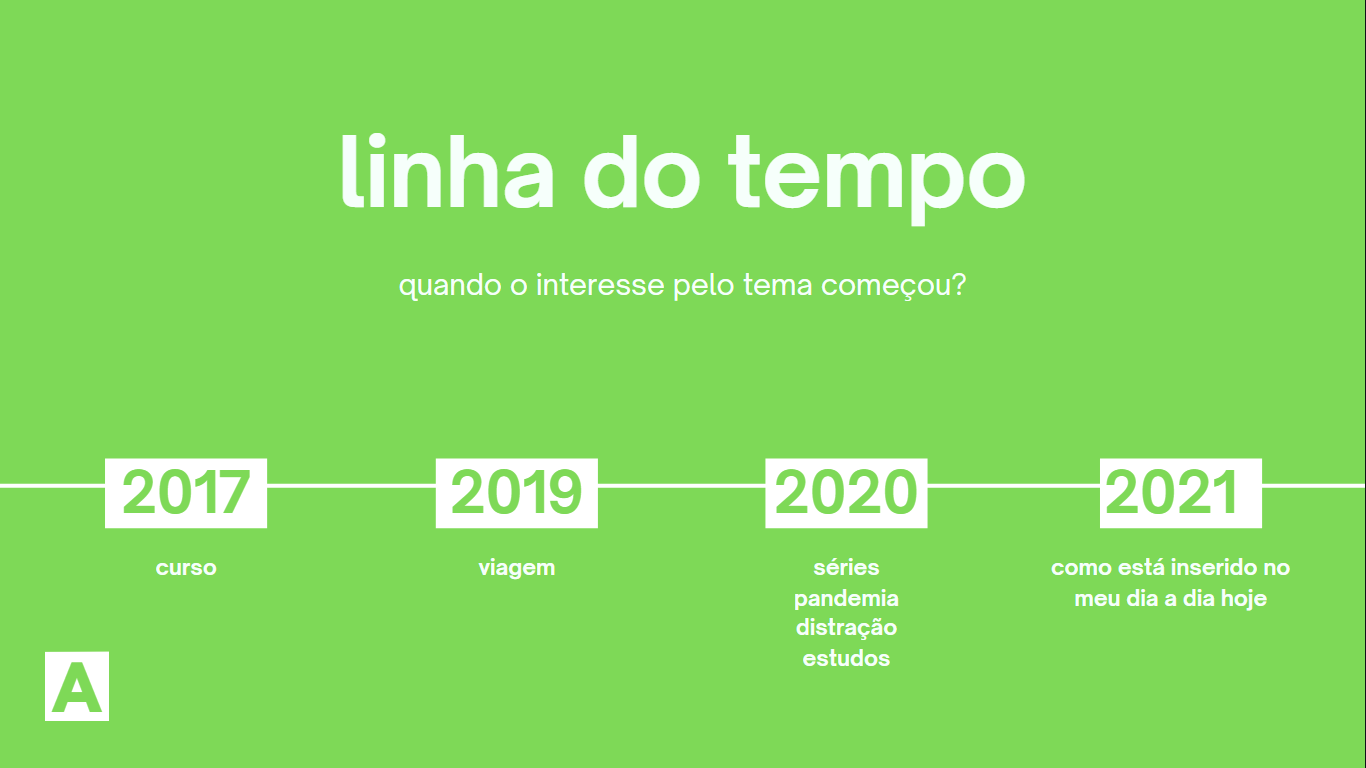 linha do tempo
quando o interesse pelo tema começou?
2017
2019
2020
2021
curso
viagem
séries
pandemia
distração
estudos
como está inserido no
meu dia a dia hoje
A